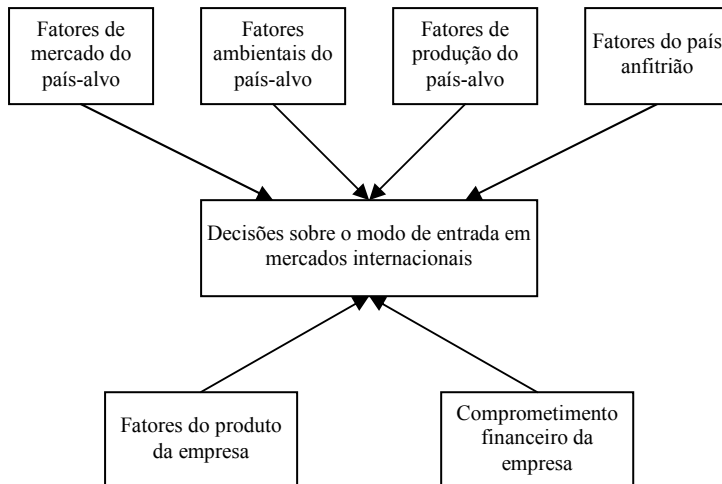 Fatores de
mercado do
país-alvo
Fatores
ambientais do
país-alvo
Fatores de
produção do
país-alvo
Fatores do país
anfitrião
Decisões sobre o modo de entrada em
mercados internacionais
Fatores do produto
da empresa
Comprometimento
financeiro da
empresa